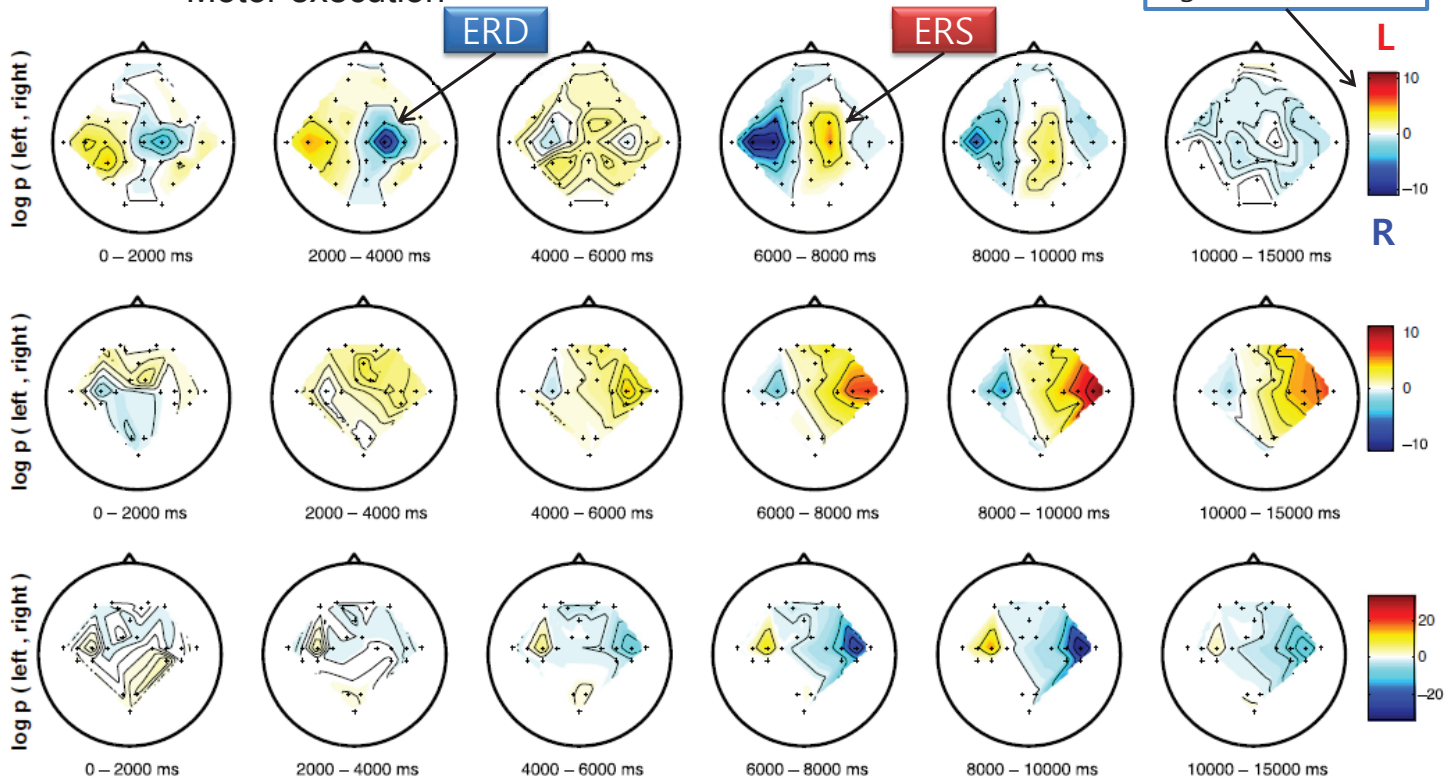 Motor execution
ERD
ERS
L
log p ( left , right )
10
0
−10
R
0 – 2000 ms
2000 – 4000 ms
4000 – 6000 ms
6000 – 8000 ms
8000 – 10000 ms
10000 – 15000 ms
log p ( left , right )
10
0
−10
0 – 2000 ms
2000 – 4000 ms
4000 – 6000 ms
6000 – 8000 ms
8000 – 10000 ms
10000 – 15000 ms
log p ( left , right )
20
0
−20
0 – 2000 ms
2000 – 4000 ms
4000 – 6000 ms
6000 – 8000 ms
8000 – 10000 ms
10000 – 15000 ms